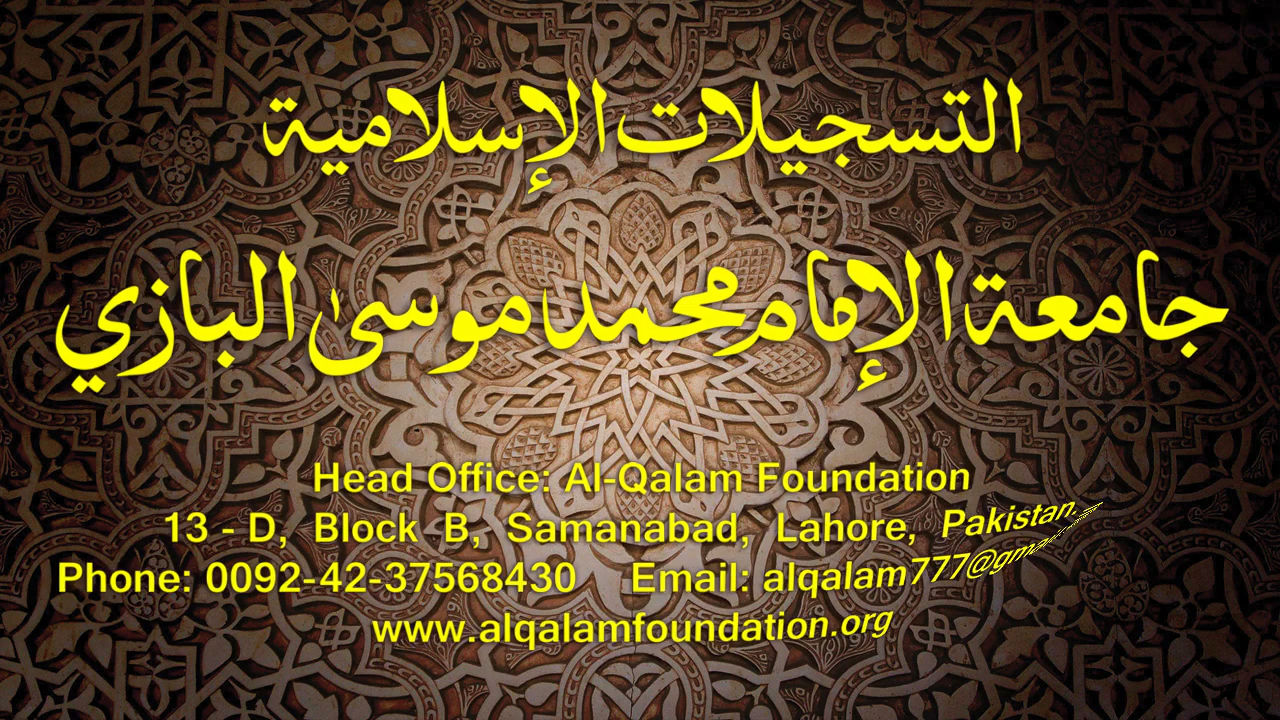 التسجيلات الإسلامية
جامعة الإمام محمد موسىٰ البازي
Head Office: Al-Qalam Foundation
13 - D, Block B, Samanabad, Lahore, Pakistan.
Phone: 0092-42-37568430 Email:
www.alqalamfoundation.org